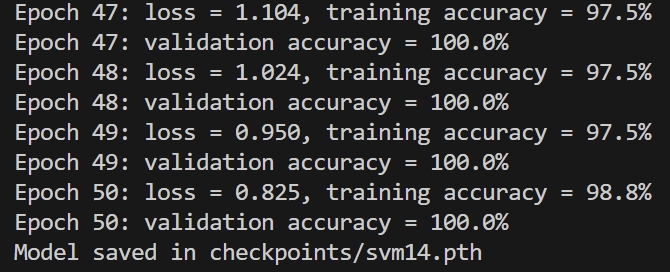 Epoch 47: loss = 1.104, training accuracy = 97.5%
Epoch 47: validation accuracy = 100.0%
Epoch 48: loss = 1.024, training accuracy = 97.5%
Epoch 48: validation accuracy = 100.0%
Epoch 49: loss = 0.950, training accuracy = 97.5%
Epoch 49: validation accuracy = 100.0%
Epoch 50: loss = 0.825, training accuracy = 98.8%
Epoch 50: validation accuracy = 100.0%
Model saved in checkpoints/svm14.pth